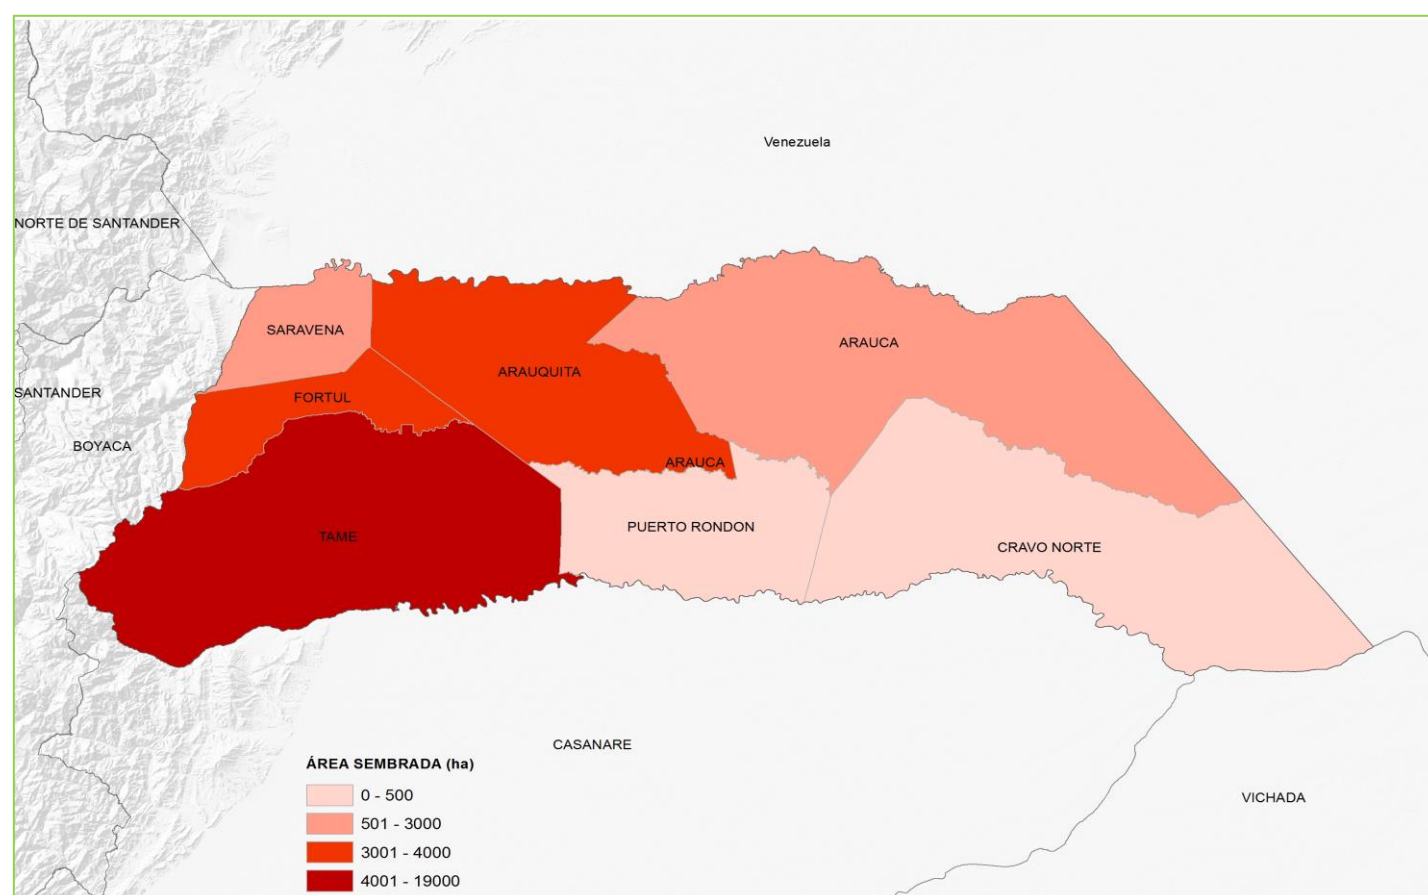 Venezuela
NORTE DE SANTANDER
SARAVENA
ARAUCA
ARAUQUITA
SANTANDER
FORTUL
BOYACA
ARAUCA
PUERTO RONDON
TAME
CRAVO NORTE
CASANARE
VICHADA
ÁREA SEMBRADA (ha)
0 - 500
501 - 3000
3001 - 4000
4001 - 19000